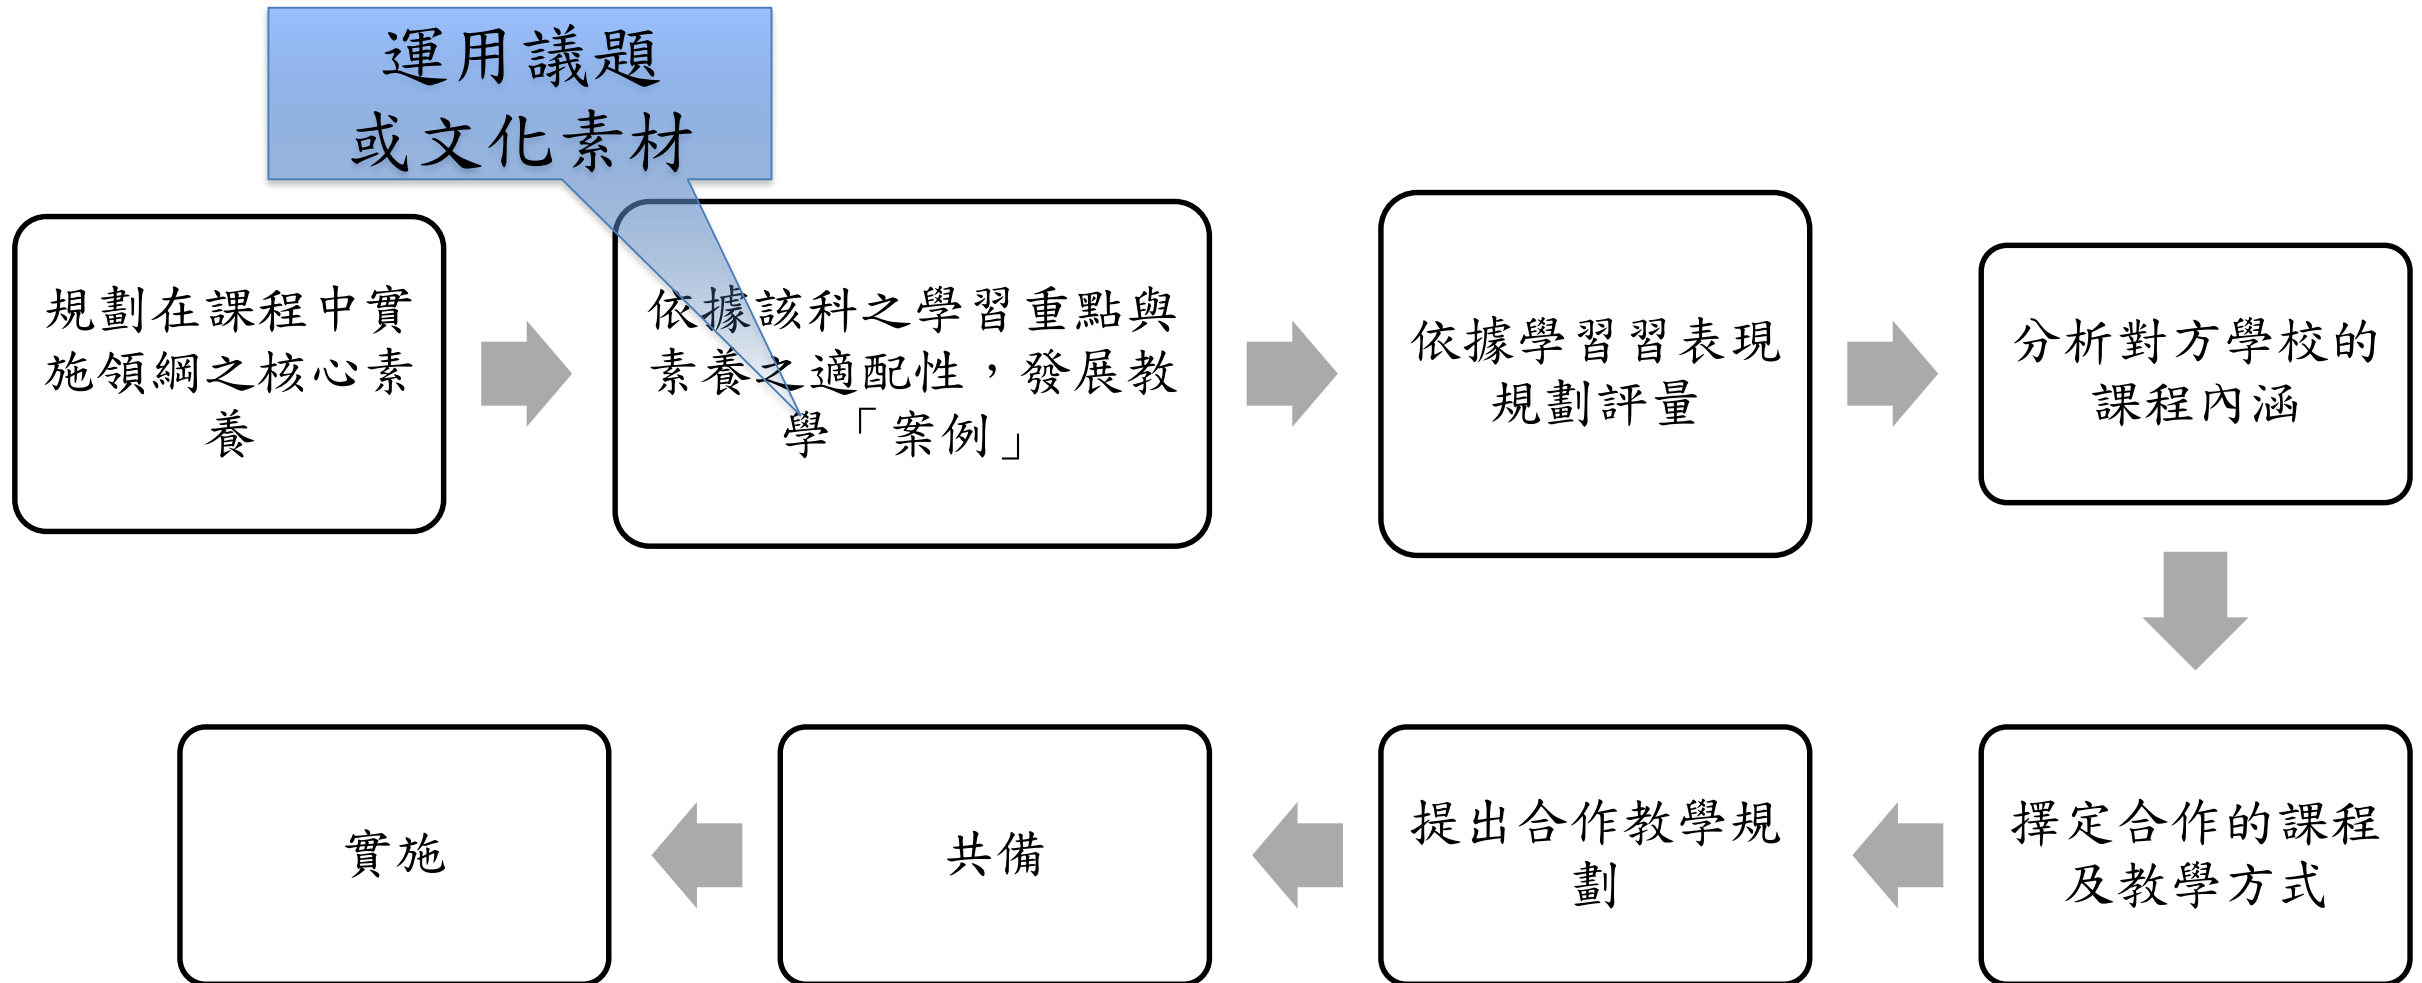 運用議題
或文化素材
規劃在課程中實
施領綱之核心素
養
依據該科之學習重點與
素養之適配性，發展教
學「案例」
依據學習習表現
規劃評量
分析對方學校的
課程內涵
擇定合作的課程
及教學方式
提出合作教學規
劃
共備
實施